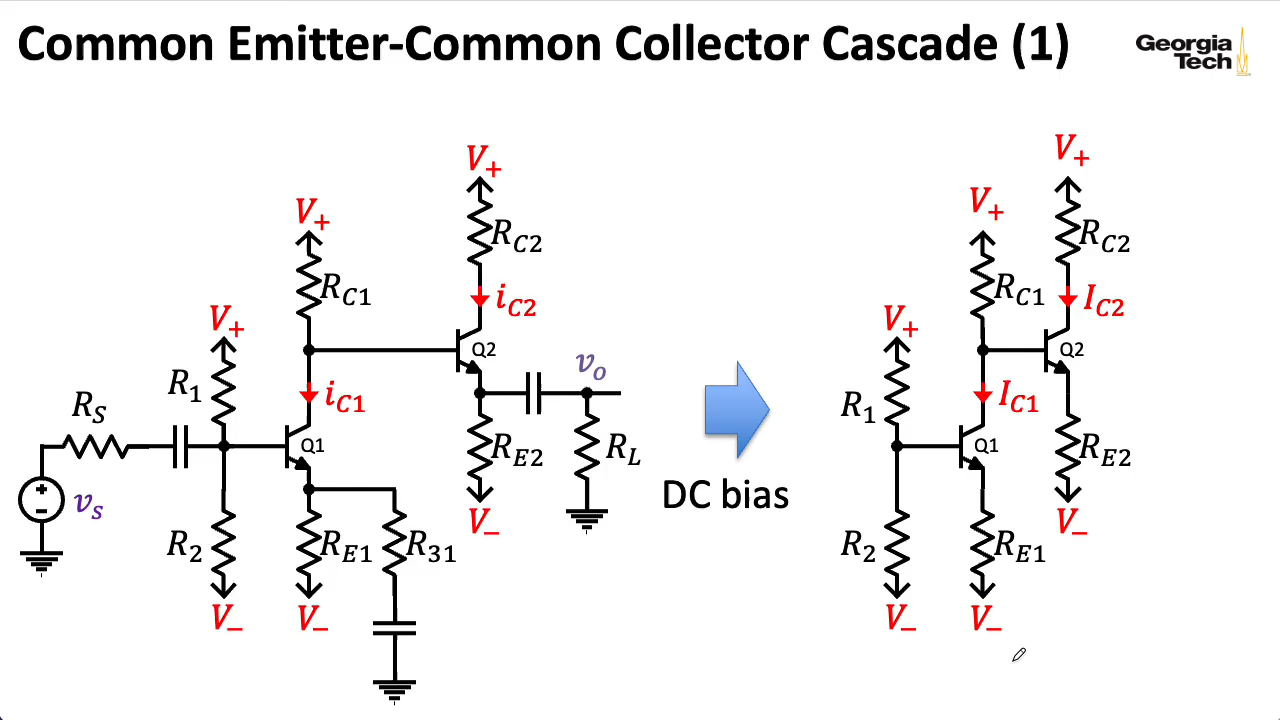 Common Emitter-Common Collector Cascade (1)
Georgia
Tech
V+
RC2
iC2
Q2
V+
RC1
iC1
V+
R1
RS
vs
+
-
Q1
R2
V−
RE1
V−
R31
RE2
V−
vo
RL
DC bias
V+
RC2
IC2
Q2
V+
RC1
IC1
V+
R1
Q1
R2
V−
RE1
V−
RE2
V−